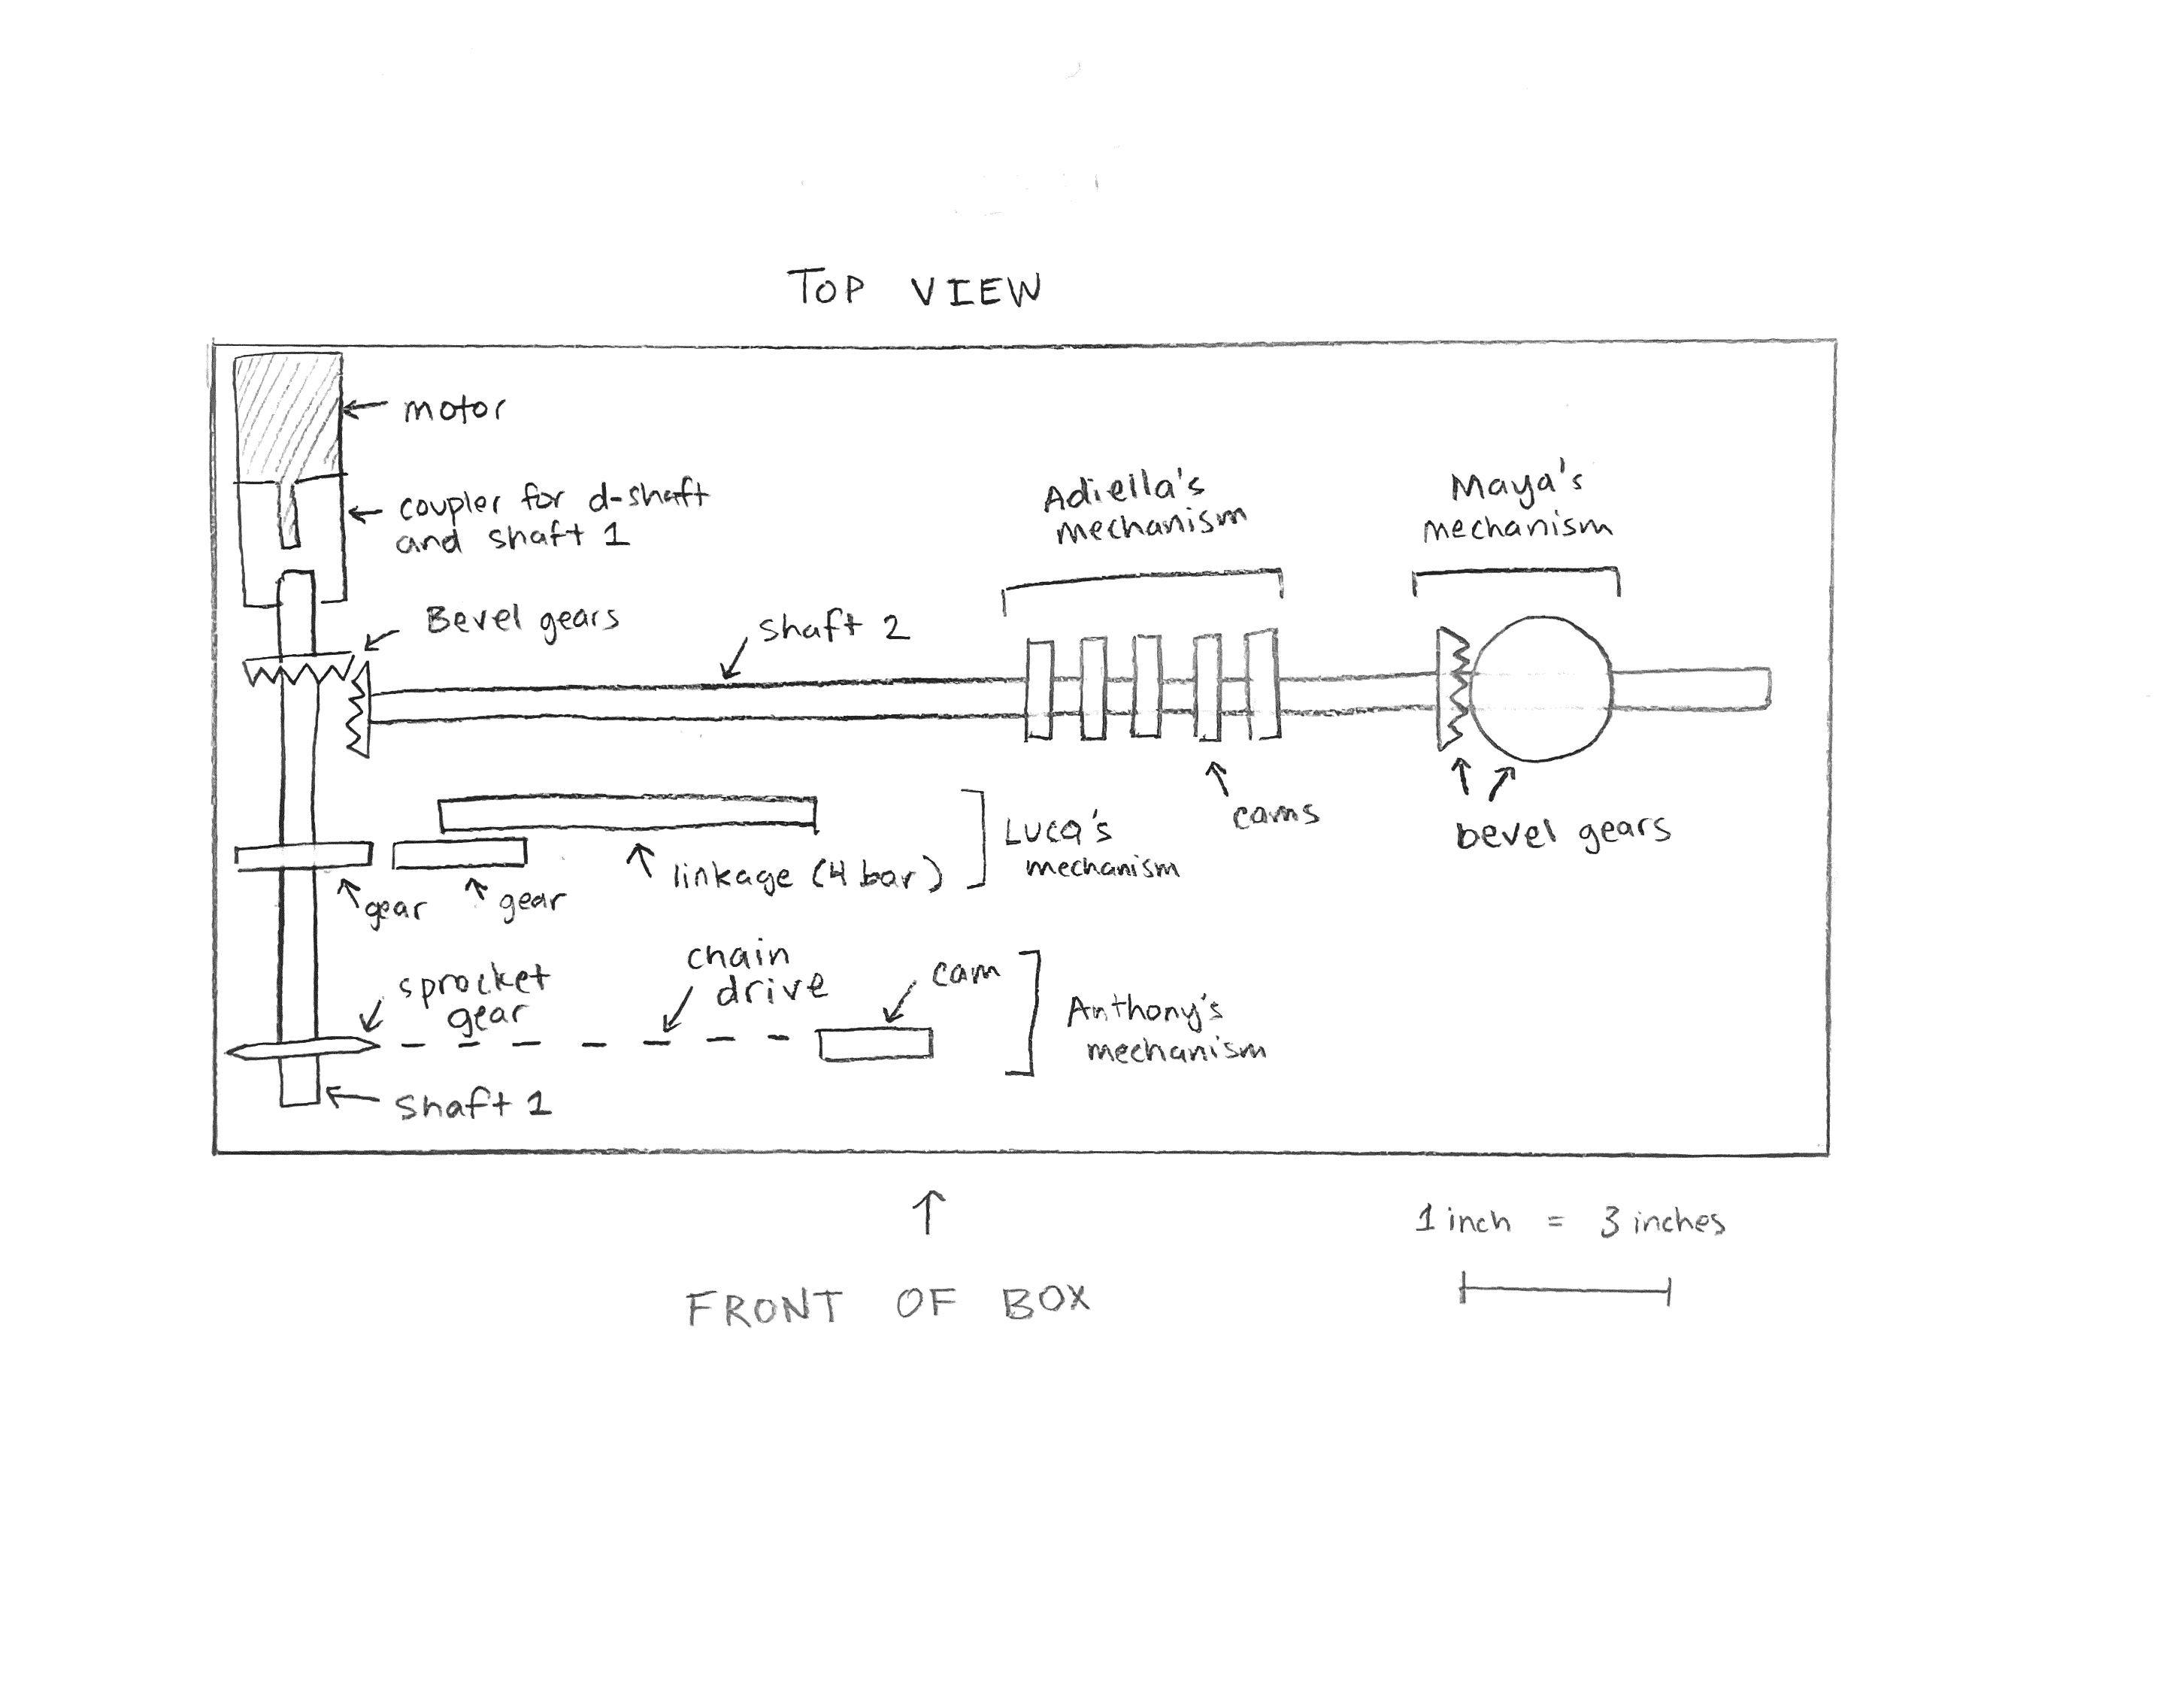 TOP VIEW
motor
coupler for d-shaft
and shaft 1
Bevel gears
shaft 2
Adiella's
mechanism
Maya's
mechanism
cams
bevel gears
Luca's
mechanism
linkage (4 bar)
gear
gear
sprocket
gear
chain
drive
cam
Anthony's
mechanism
shaft 1
1 inch = 3 inches
FRONT OF BOX